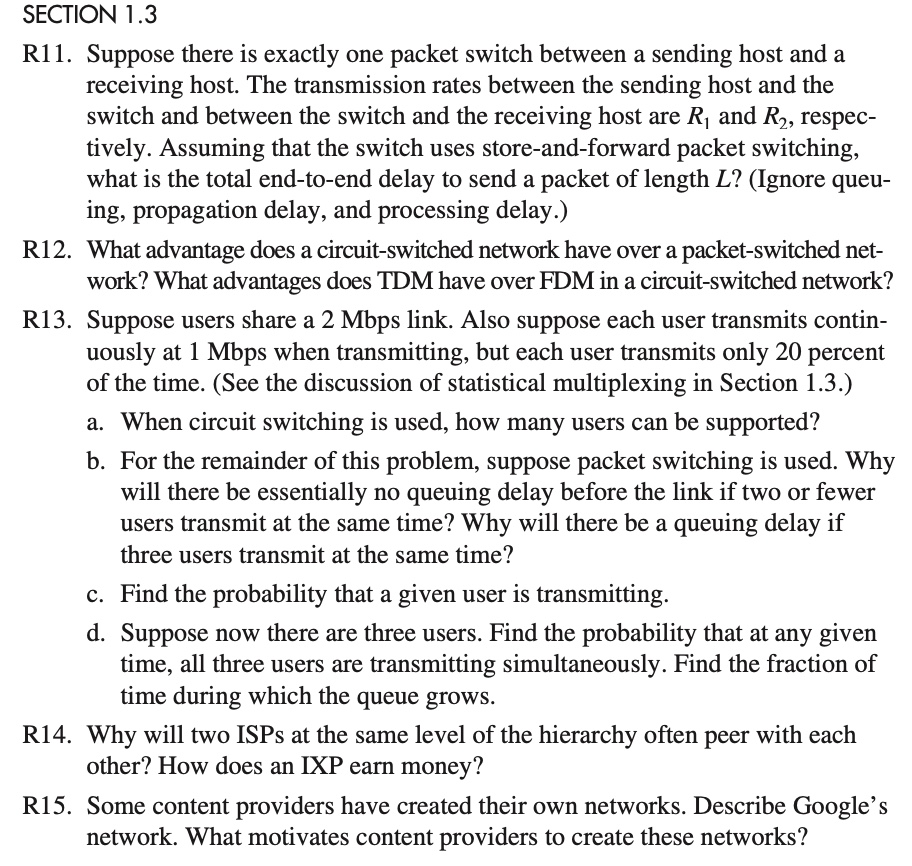 SECTION 1.3
R11. Suppose there is exactly one packet switch between a sending host and a
receiving host. The transmission rates between the sending host and the
switch and between the switch and the receiving host are R₁ and R₂, respec-
tively. Assuming that the switch uses store-and-forward packet switching,
what is the total end-to-end delay to send a packet of length L? (Ignore queu-
ing, propagation delay, and processing delay.)
R12. What advantage does a circuit-switched network have over a packet-switched net-
work? What advantages does TDM have over FDM in a circuit-switched network?
R13. Suppose users share a 2 Mbps link. Also suppose each user transmits contin-
uously at 1 Mbps when transmitting, but each user transmits only 20 percent
of the time. (See the discussion of statistical multiplexing in Section 1.3.)
a. When circuit switching is used, how many users can be supported?
b. For the remainder of this problem, suppose packet switching is used. Why
will there be essentially no queuing delay before the link if two or fewer
users transmit at the same time? Why will there be a queuing delay if
three users transmit at the same time?
c. Find the probability that a given user is transmitting.
d. Suppose now there are three users. Find the probability that at any given
time, all three users are transmitting simultaneously. Find the fraction of
time during which the queue grows.
R14. Why will two ISPs at the same level of the hierarchy often peer with each
other? How does an IXP earn money?
R15. Some content providers have created their own networks. Describe Google’s
network. What motivates content providers to create these networks?